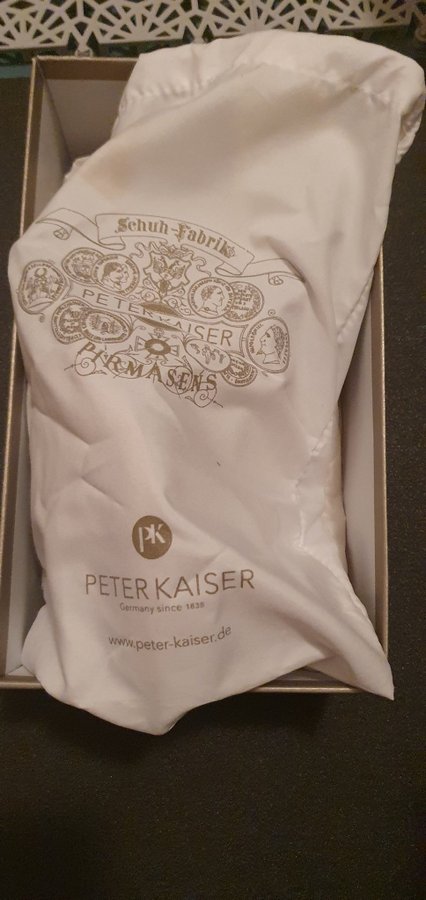 Schuh-Fabrik
PETER KAISER
PIRMASENS
PK
PETER KAISER
Germany since 1838
www.peter-kaiser.de